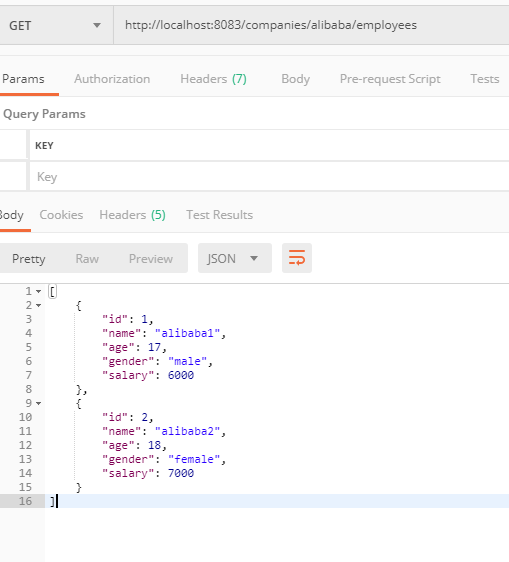 GET http://localhost:8083/companies/alibaba/employees
Params Authorization Headers (7) Body Pre-request Script Tests
Query Params
KEY
Key
Body Cookies Headers (5) Test Results
Pretty Raw Preview JSON
1 [
2 {
3 "id": 1,
4 "name": "alibaba1",
5 "age": 17,
6 "gender": "male",
7 "salary": 6000
8 },
9 {
10 "id": 2,
11 "name": "alibaba2",
12 "age": 18,
13 "gender": "female",
14 "salary": 7000
15 }
16 ]